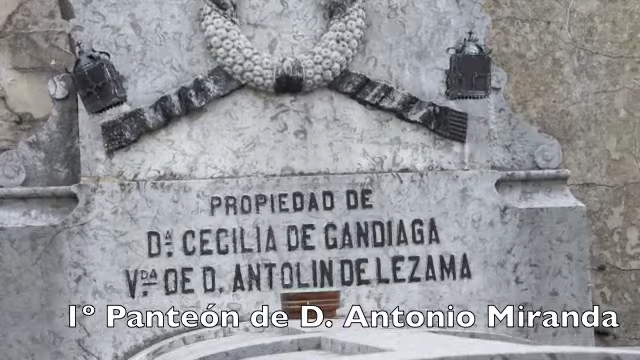 PROPIEDAD DE
Dª. CECILIA DE GANDIAGA
Vᴰᴬ. DE D. ANTOLIN DE LEZAMA
1º Panteón de D. Antonio Miranda